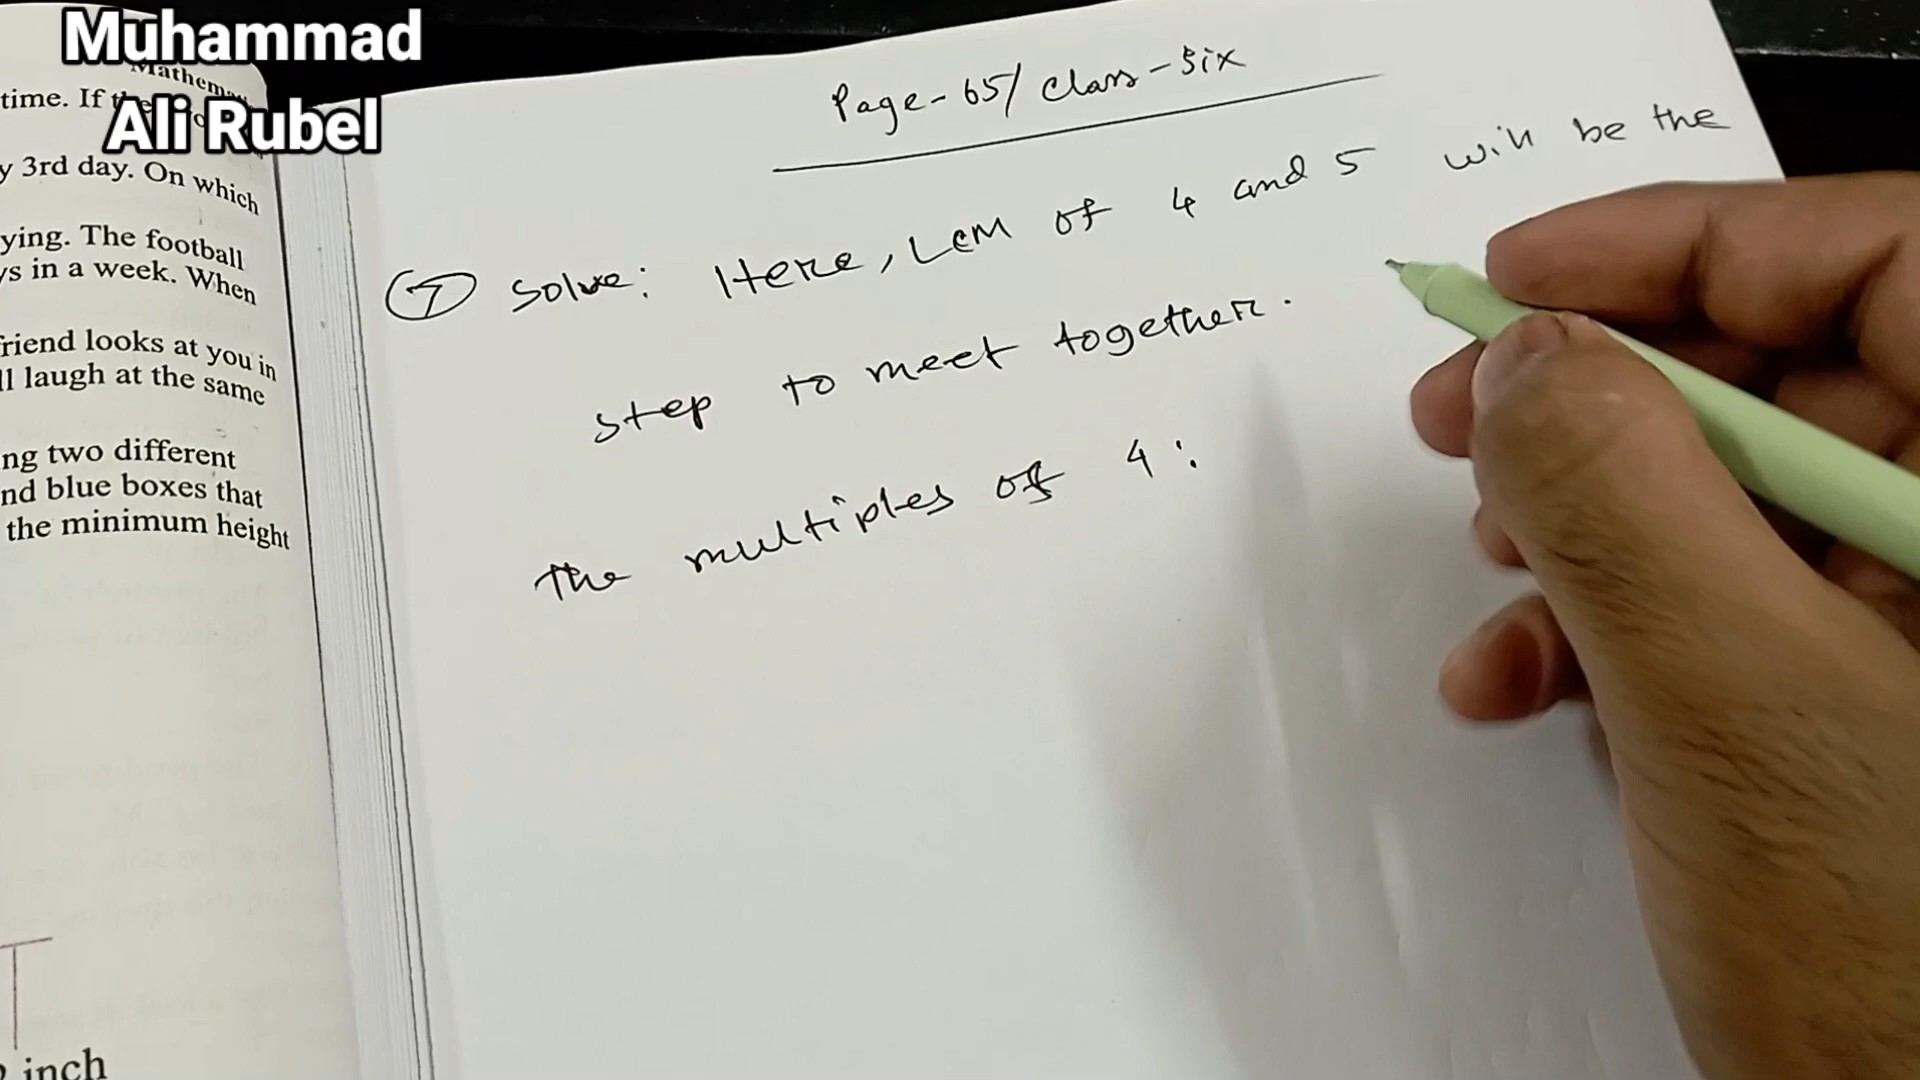 Muhammad
Ali Rubel
time. If
y 3rd day. On which
ying. The football
ys in a week. When
riend looks at you in
ll laugh at the same
ng two different
nd blue boxes that
the minimum height
inch
Page-65/ Class-Six
7 Solve: Here, LCM of 4 and 5 will be the
step to meet together.
The multiples of 4: